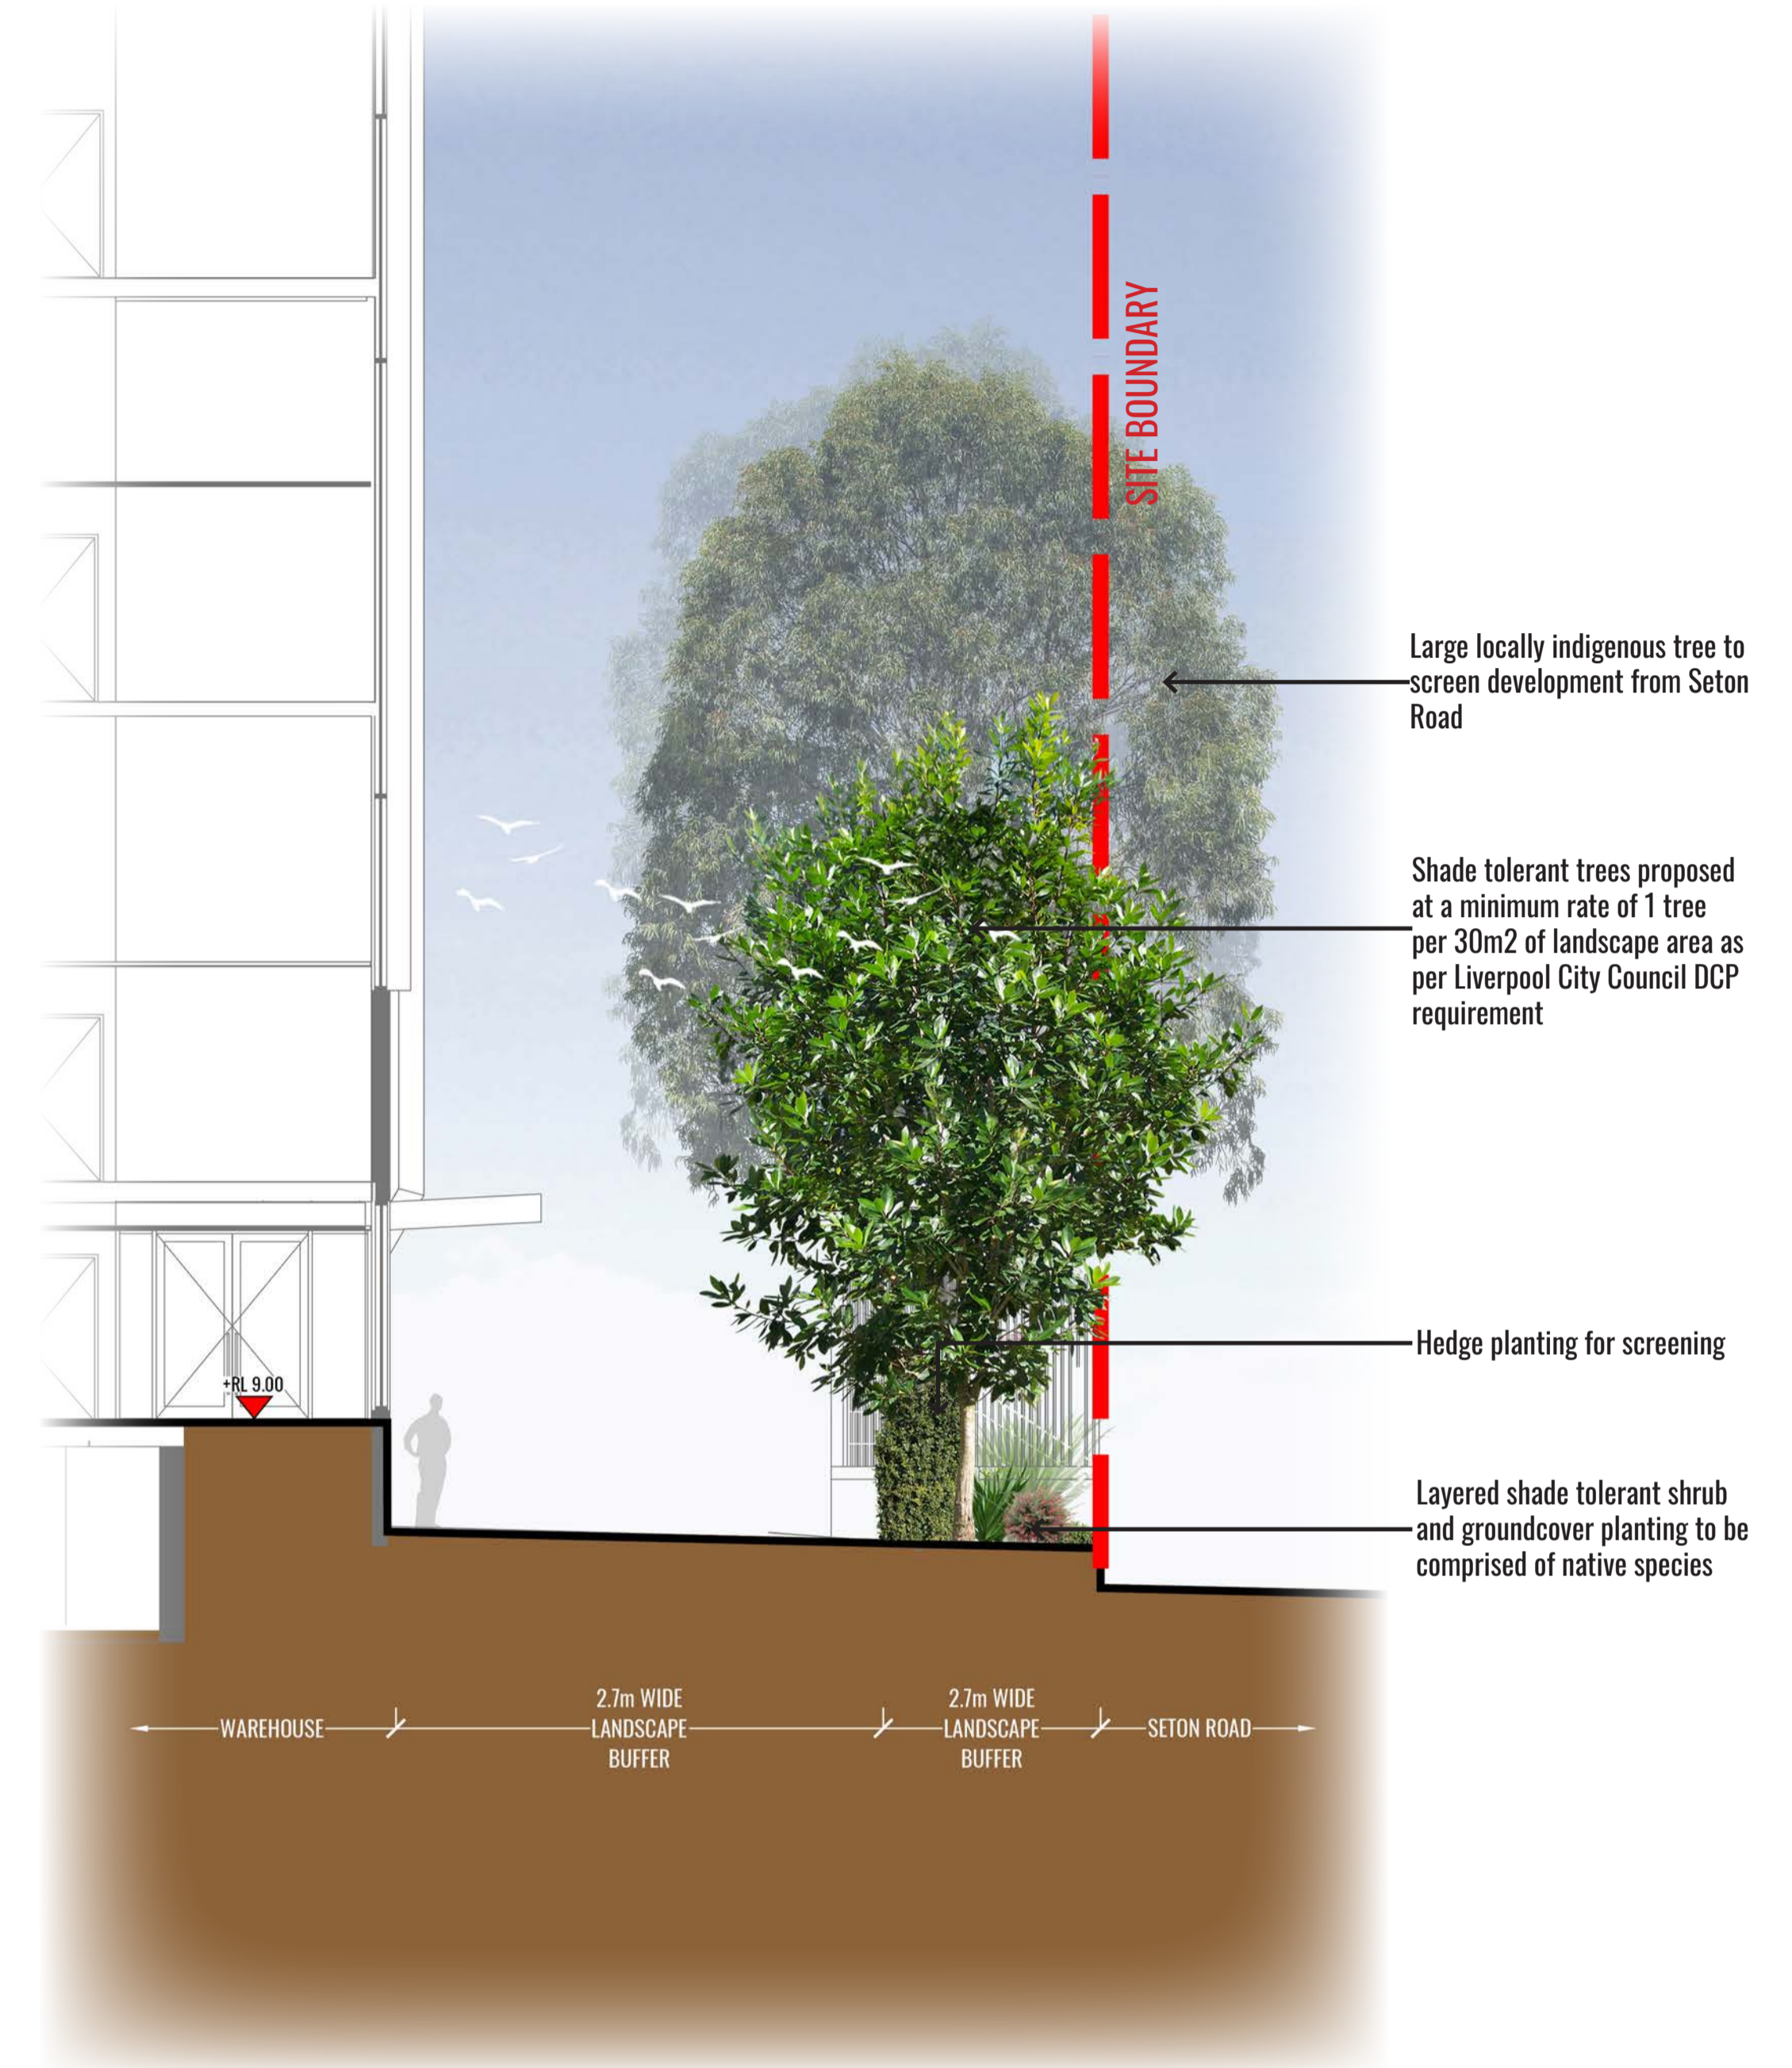 SITE BOUNDARY
Large locally indigenous tree to
screen development from Seton
Road
Shade tolerant trees proposed
at a minimum rate of 1 tree
per 30m2 of landscape area as
per Liverpool City Council DCP
requirement
Hedge planting for screening
+RL 9.00
Layered shade tolerant shrub
and groundcover planting to be
comprised of native species
WAREHOUSE
2.7m WIDE
LANDSCAPE
BUFFER
2.7m WIDE
LANDSCAPE
BUFFER
SETON ROAD